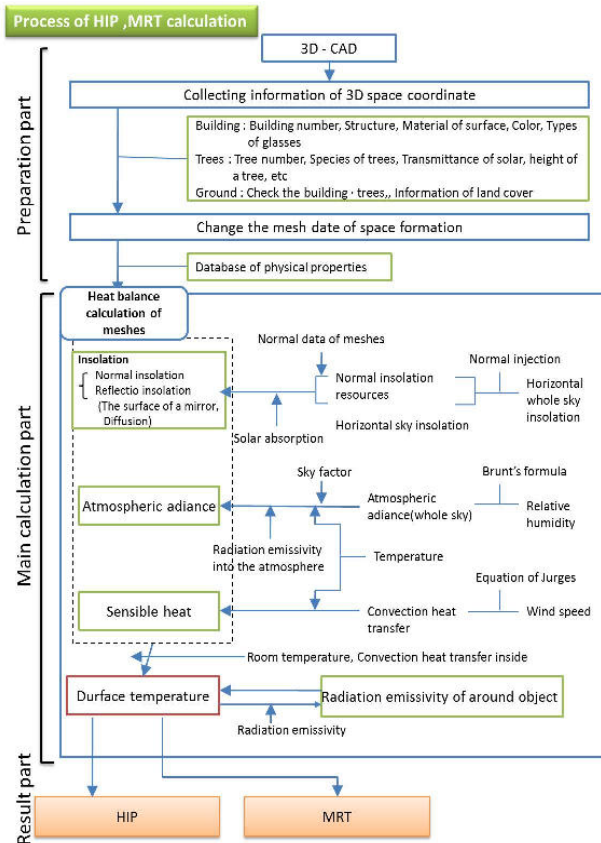 Process of HIP ,MRT calculation
3D - CAD
Preparation part
Collecting information of 3D space coordinate
Building : Building number, Structure, Material of surface, Color, Types
of glasses
Trees : Tree number, Species of trees, Transmittance of solar, height of
a tree, etc
Ground : Check the building · trees,, Information of land cover
Change the mesh date of space formation
Database of physical properties
Main calculation part
Heat balance
calculation of
meshes
Insolation
Normal insolation
Reflectio insolation
(The surface of a mirror,
Diffusion)
Normal data of meshes
Normal insolation
resources
Horizontal sky insolation
Solar absorption
Normal injection
Horizontal
whole sky
insolation
Sky factor
Atmospheric adiance
Atmospheric
adiance(whole sky)
Brunt's formula
Relative
humidity
Radiation emissivity
into the atmosphere
Temperature
Equation of Jurges
Sensible heat
Convection heat
transfer
Wind speed
Room temperature, Convection heat transfer inside
Durface temperature
Radiation emissivity of around object
Radiation emissivity
Result part
HIP
MRT